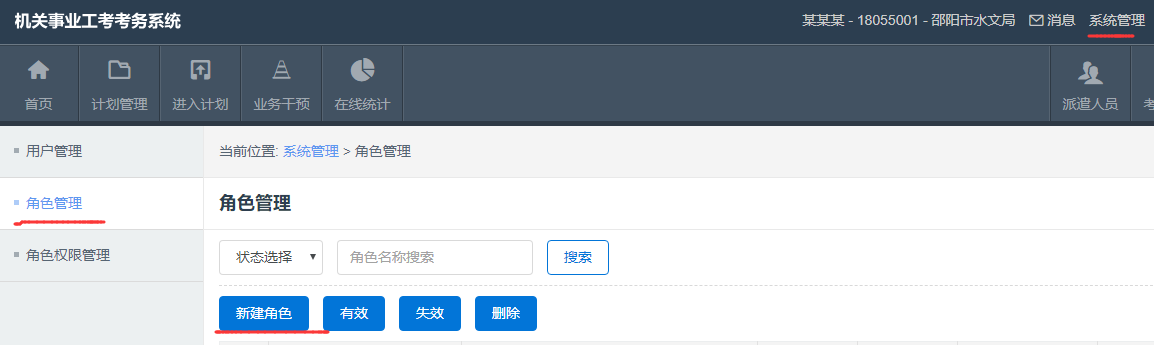 机关事业工考考务系统
某某某 - 18055001 - 邵阳市水文局 消息 系统管理
首页 计划管理 进入计划 业务干预 在线统计 派遣人员 考
用户管理
当前位置: 系统管理 > 角色管理
角色管理
角色管理
角色权限管理
状态选择 角色名称搜索 搜索
新建角色 有效 失效 删除